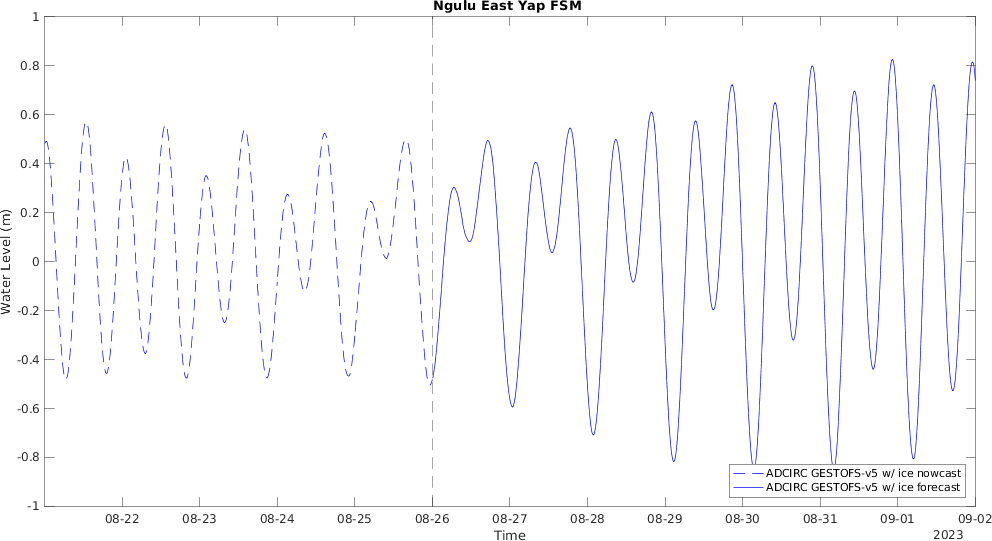 Ngulu East Yap FSM
1
0.8
0.6
0.4
0.2
0
-0.2
-0.4
-0.6
-0.8
-1
Water Level (m)
ADCIRC GESTOFS-v5 w/ ice nowcast
ADCIRC GESTOFS-v5 w/ ice forecast
08-22 08-23 08-24 08-25 08-26 08-27 08-28 08-29 08-30 08-31 09-01 09-02
Time
2023